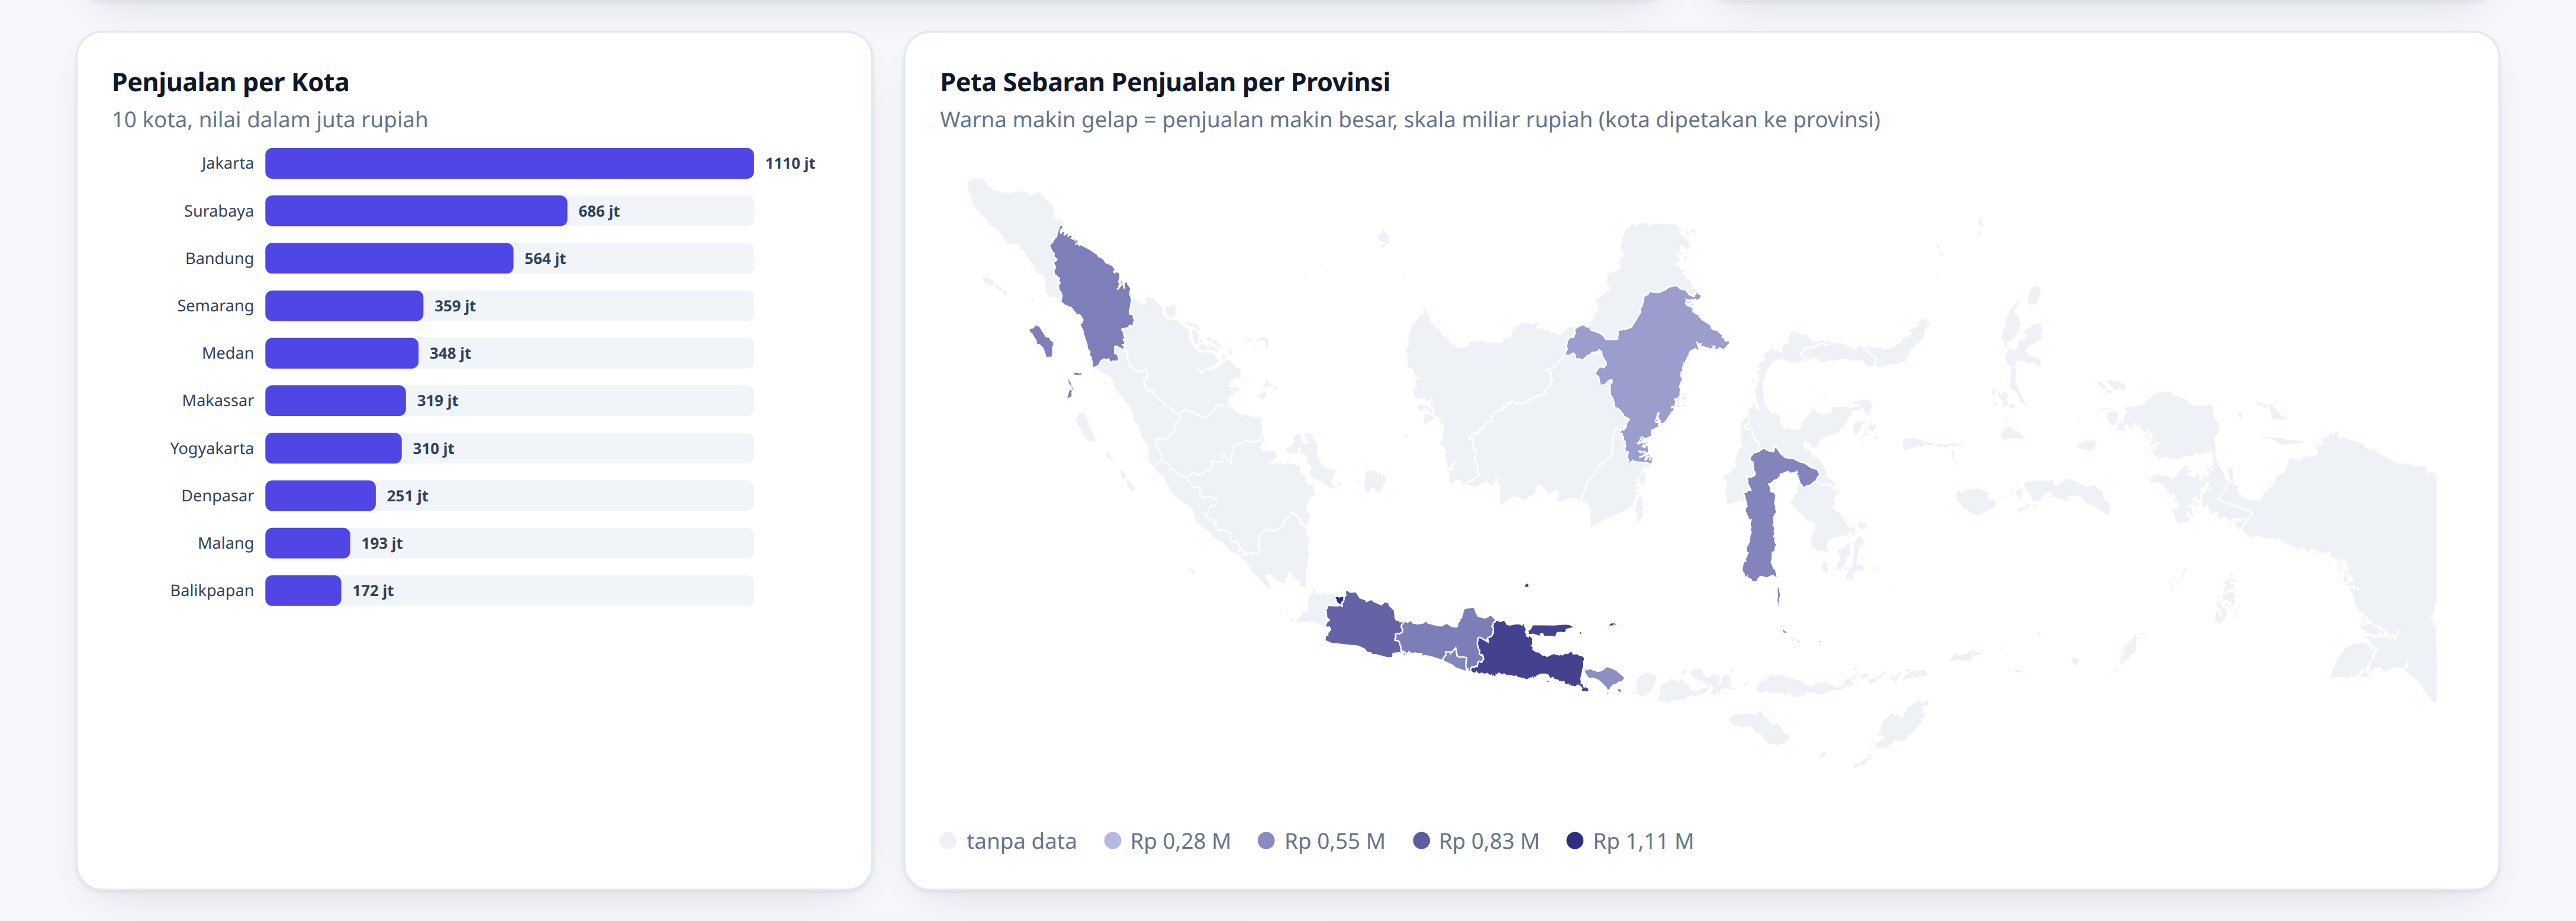 Penjualan per Kota
10 kota, nilai dalam juta rupiah
Jakarta 1110 jt
Surabaya 686 jt
Bandung 564 jt
Semarang 359 jt
Medan 348 jt
Makassar 319 jt
Yogyakarta 310 jt
Denpasar 251 jt
Malang 193 jt
Balikpapan 172 jt
Peta Sebaran Penjualan per Provinsi
Warna makin gelap = penjualan makin besar, skala miliar rupiah (kota dipetakan ke provinsi)
tanpa data Rp 0,28 M Rp 0,55 M Rp 0,83 M Rp 1,11 M